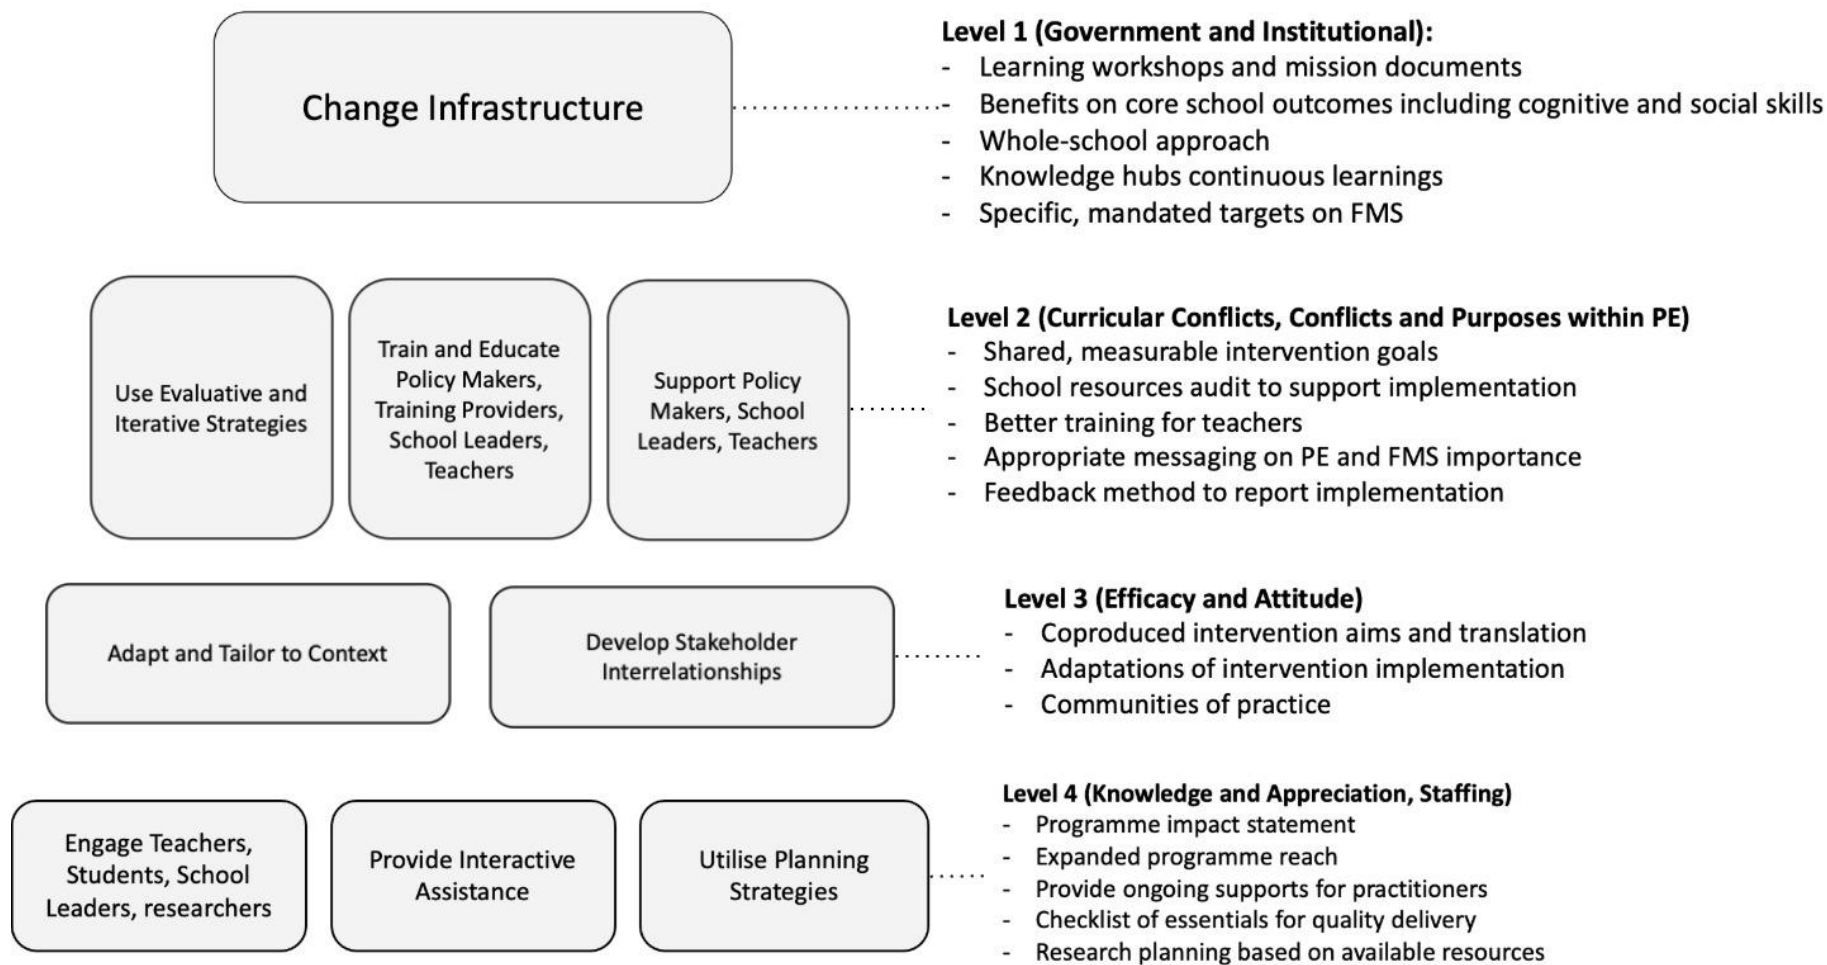 Change Infrastructure
Level 1 (Government and Institutional):
- Learning workshops and mission documents
- Benefits on core school outcomes including cognitive and social skills
- Whole-school approach
- Knowledge hubs continuous learnings
- Specific, mandated targets on FMS
Use Evaluative and
Iterative Strategies
Train and Educate
Policy Makers,
Training Providers,
School Leaders,
Teachers
Support Policy
Makers, School
Leaders, Teachers
Level 2 (Curricular Conflicts, Conflicts and Purposes within PE)
- Shared, measurable intervention goals
- School resources audit to support implementation
- Better training for teachers
- Appropriate messaging on PE and FMS importance
- Feedback method to report implementation
Adapt and Tailor to Context
Develop Stakeholder
Interrelationships
Level 3 (Efficacy and Attitude)
- Coproduced intervention aims and translation
- Adaptations of intervention implementation
- Communities of practice
Engage Teachers,
Students, School
Leaders, researchers
Provide Interactive
Assistance
Utilise Planning
Strategies
Level 4 (Knowledge and Appreciation, Staffing)
- Programme impact statement
- Expanded programme reach
- Provide ongoing supports for practitioners
- Checklist of essentials for quality delivery
- Research planning based on available resources